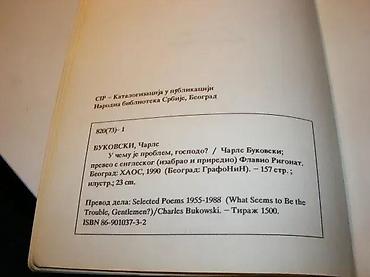 CIP – Каталогизација у публикацији
Народна библиотека Србије, Београд
820(73)-1
БУКОВСКИ, Чарлс
У чему је проблем, господо? / Чарлс Буковски;
превео с енглеског (изабрао и приредио) Флавио Ригонат.
Београд: ХАОС, 1990 (Београд: ГрафоНиН). – 157 стр.;
илустр.; 23 cm.
Превод дела: Selected Poems 1955-1988 (What Seems to Be the
Trouble, Gentlemen?)/Charles Bukowski. – Тираж 1500.
ISBN 86-901037-3-2